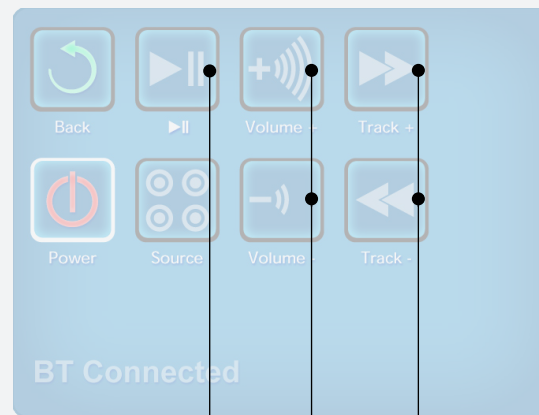 Back ►II Volume + Track +
Power Source Volume - Track -
BT Connected